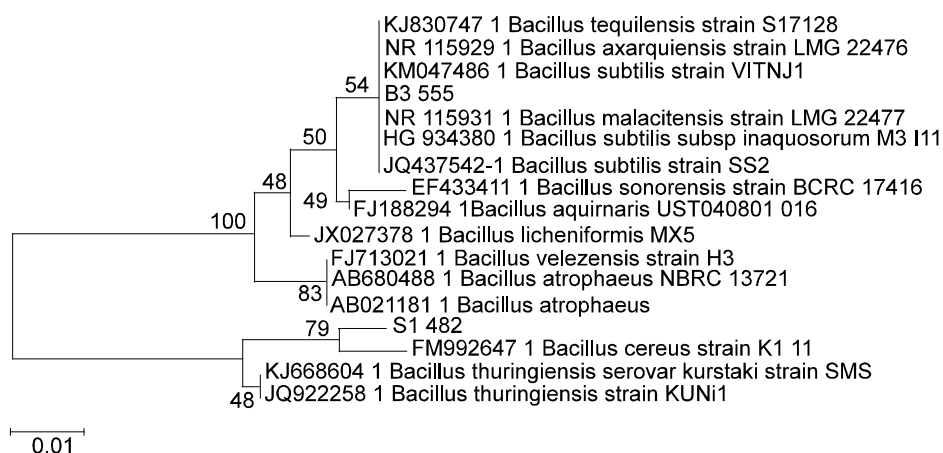 KJ830747 1 Bacillus tequilensis strain S17128
NR 115929 1 Bacillus axarquiensis strain LMG 22476
KM047486 1 Bacillus subtilis strain VITNJ1
54
B3 555
NR 115931 1 Bacillus malacitensis strain LMG 22477
50
HG 934380 1 Bacillus subtilis subsp inaquosorum M3 I11
JQ437542-1 Bacillus subtilis strain SS2
48
EF433411 1 Bacillus sonorensis strain BCRC 17416
49
FJ188294 1Bacillus aquirnaris UST040801 016
100
JX027378 1 Bacillus licheniformis MX5
FJ713021 1 Bacillus velezensis strain H3
AB680488 1 Bacillus atrophaeus NBRC 13721
83
AB021181 1 Bacillus atrophaeus
S1 482
79
FM992647 1 Bacillus cereus strain K1 11
KJ668604 1 Bacillus thuringiensis serovar kurstaki strain SMS
48
JQ922258 1 Bacillus thuringiensis strain KUNi1
0.01